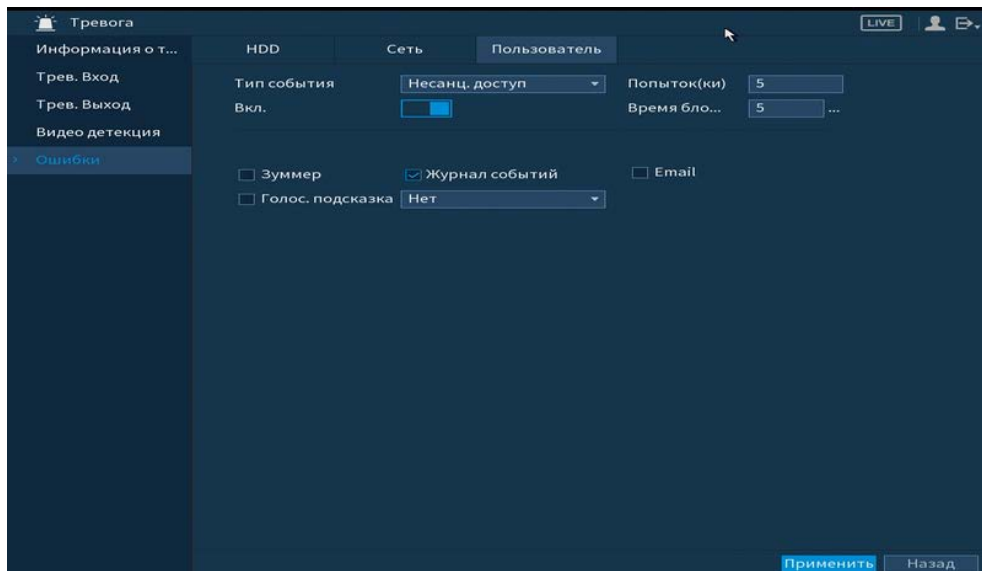 Тревога
LIVE
Информация о т...
Трев. Вход
Трев. Выход
Видео детекция
Ошибки
HDD Сеть Пользователь
Тип события Несанц. доступ Попыток(ки) 5
Вкл. Время бло... 5 ...
Зуммер Журнал событий Email
Голос. подсказка Нет
Применить Назад